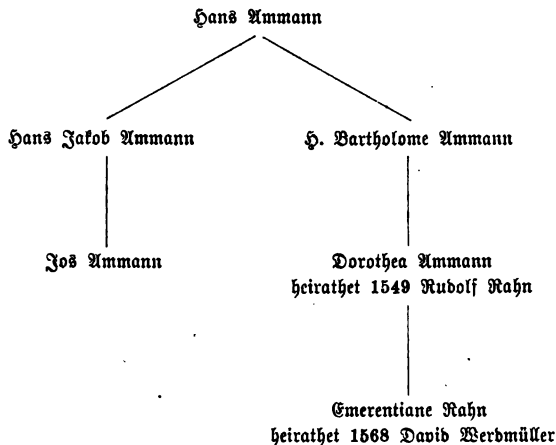 Hans Ammann
Hans Jakob Ammann
H. Bartholome Ammann
Jos Ammann
Dorothea Ammann
heirathet 1549 Rudolf Rahn
Emerentiane Rahn
heirathet 1568 David Werdmüller